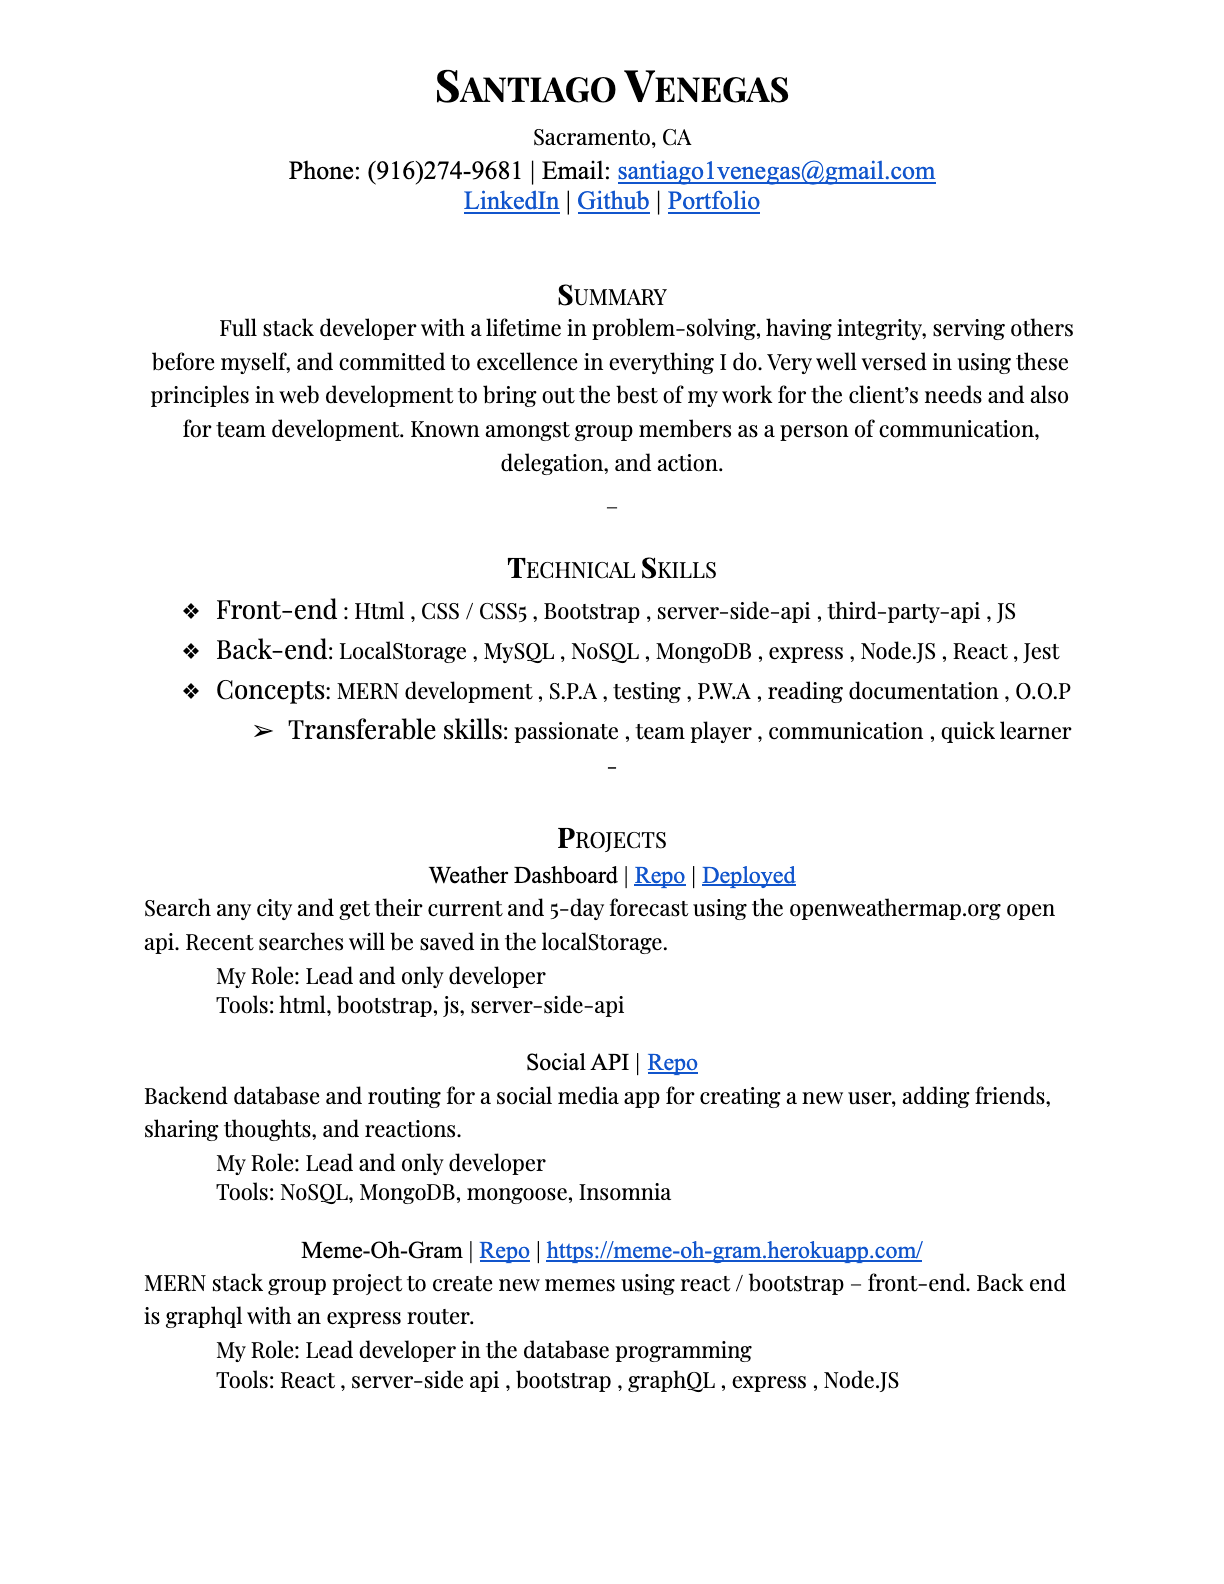 SANTIAGO VENEGAS
Sacramento, CA
Phone: (916)274-9681 | Email: santiago1venegas@gmail.com
LinkedIn | Github | Portfolio
SUMMARY
Full stack developer with a lifetime in problem-solving, having integrity, serving others
before myself, and committed to excellence in everything I do. Very well versed in using these
principles in web development to bring out the best of my work for the client’s needs and also
for team development. Known amongst group members as a person of communication,
delegation, and action.
–
TECHNICAL SKILLS
❖ Front-end : Html , CSS / CSS5 , Bootstrap , server-side-api , third-party-api , JS
❖ Back-end: LocalStorage , MySQL , NoSQL , MongoDB , express , Node.JS , React , Jest
❖ Concepts: MERN development , S.P.A , testing , P.W.A , reading documentation , O.O.P
➢ Transferable skills: passionate , team player , communication , quick learner
–
PROJECTS
Weather Dashboard | Repo | Deployed
Search any city and get their current and 5-day forecast using the openweathermap.org open
api. Recent searches will be saved in the localStorage.
My Role: Lead and only developer
Tools: html, bootstrap, js, server-side-api
Social API | Repo
Backend database and routing for a social media app for creating a new user, adding friends,
sharing thoughts, and reactions.
My Role: Lead and only developer
Tools: NoSQL, MongoDB, mongoose, Insomnia
Meme-Oh-Gram | Repo | https://meme-oh-gram.herokuapp.com/
MERN stack group project to create new memes using react / bootstrap – front-end. Back end
is graphql with an express router.
My Role: Lead developer in the database programming
Tools: React , server-side api , bootstrap , graphQL , express , Node.JS